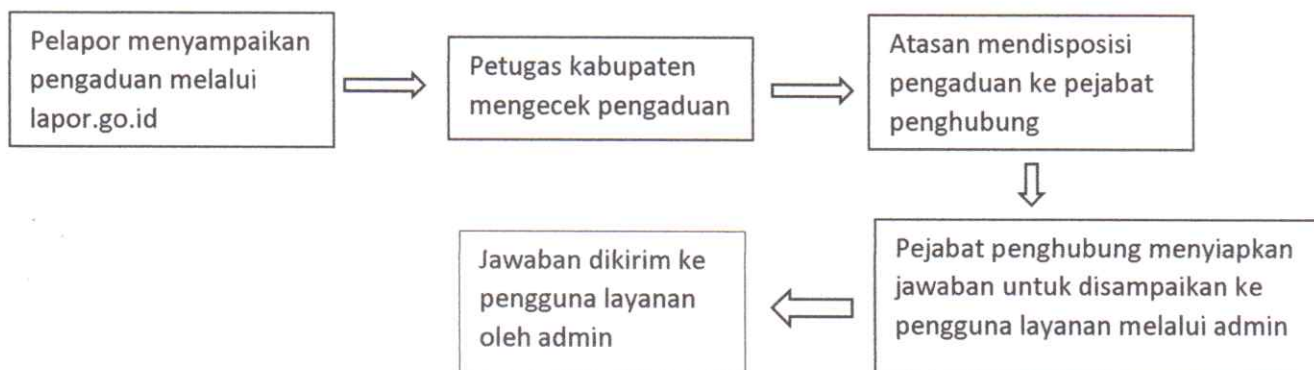 Pelapor menyampaikan
pengaduan melalui
lapor.go.id
Petugas kabupaten
mengecek pengaduan
Atasan mendisposisi
pengaduan ke pejabat
penghubung
Pejabat penghubung menyiapkan
jawaban untuk disampaikan ke
pengguna layanan melalui admin
Jawaban dikirim ke
pengguna layanan
oleh admin